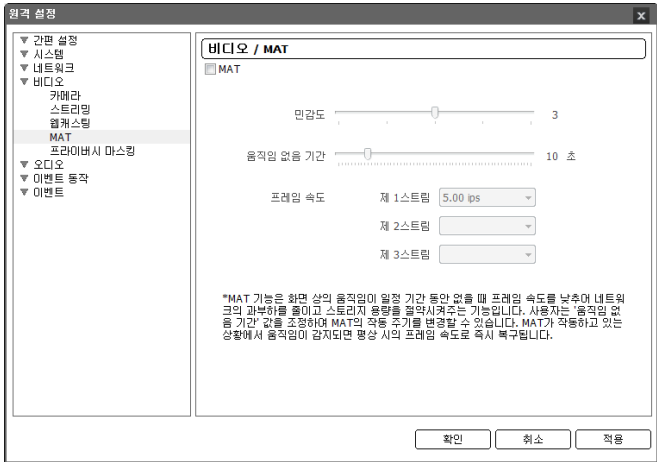 원격 설정
간편 설정
시스템
네트워크
비디오
카메라
스트리밍
웹캐스팅
MAT
프라이버시 마스킹
오디오
이벤트 동작
이벤트
비디오 / MAT
MAT
민감도 3
움직임 없음 기간 10 초
프레임 속도 제 1스트림 5.00 ips
제 2스트림
제 3스트림
*MAT 기능은 화면 상의 움직임이 일정 기간 동안 없을 때 프레임 속도를 낮추어 네트워
크의 과부하를 줄이고 스토리지 용량을 절약시켜주는 기능입니다. 사용자는 '움직임 없
음 기간' 값을 조정하여 MAT의 작동 주기를 변경할 수 있습니다. MAT가 작동하고 있는
상황에서 움직임이 감지되면 평상 시의 프레임 속도로 즉시 복구됩니다.
확인 취소 적용